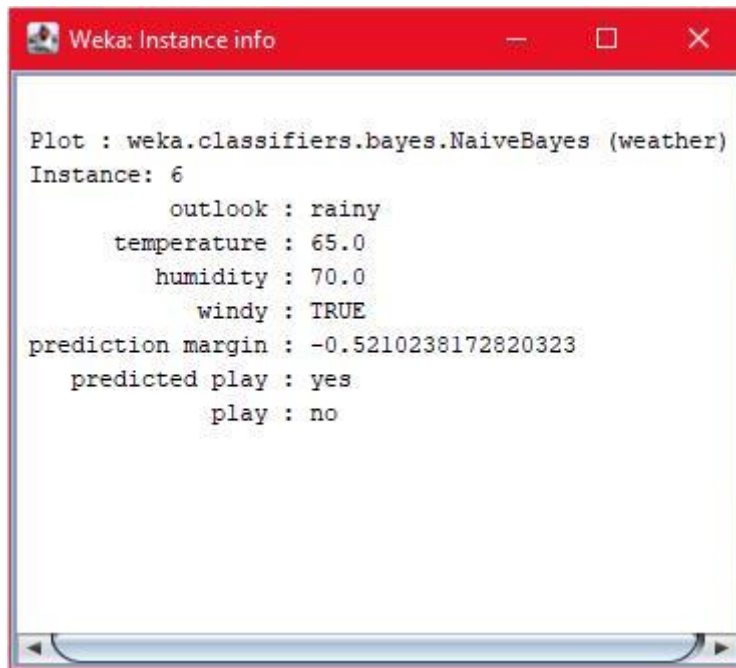 Weka: Instance info
Plot : weka.classifiers.bayes.NaiveBayes (weather)
Instance: 6
outlook : rainy
temperature : 65.0
humidity : 70.0
windy : TRUE
prediction margin : -0.5210238172820323
predicted play : yes
play : no